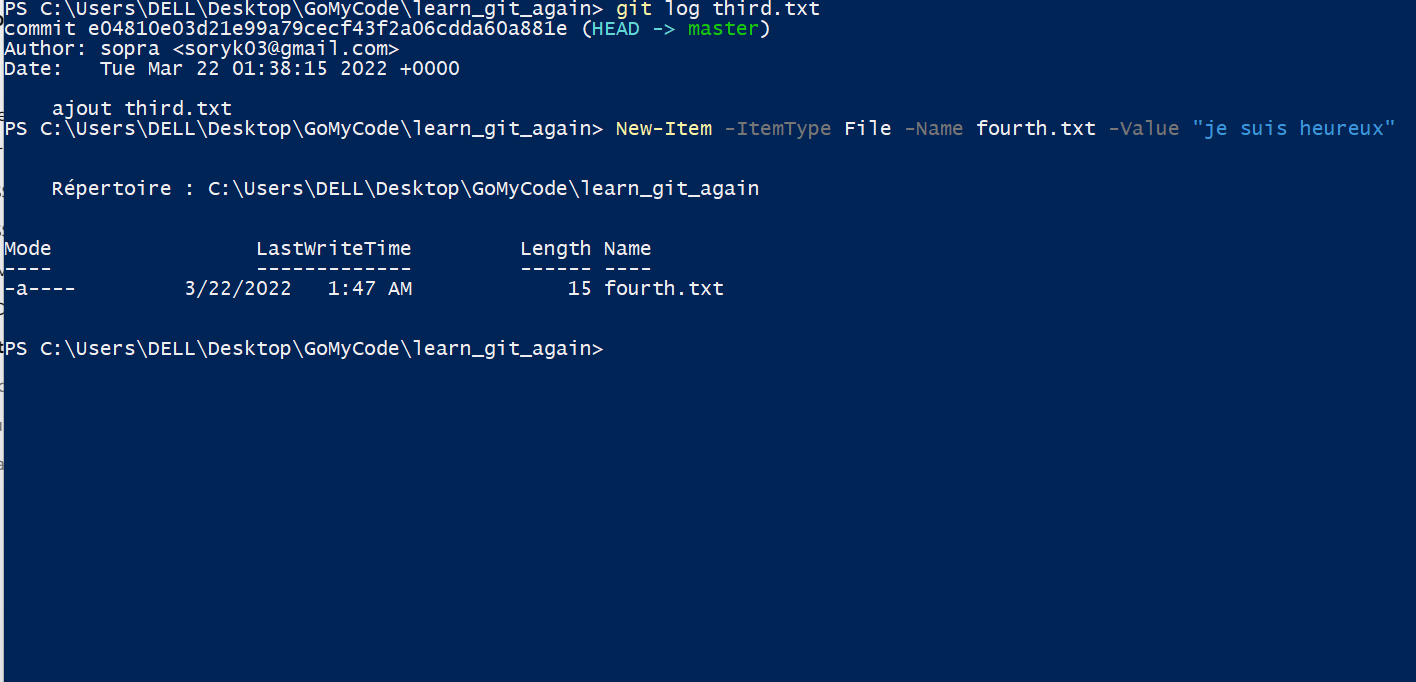 PS C:\Users\DELL\Desktop\GoMyCode\learn_git_again> git log third.txt
commit e04810e03d21e99a79cecf43f2a06cdda60a881e (HEAD -> master)
Author: sopra <soryk03@gmail.com>
Date:   Tue Mar 22 01:38:15 2022 +0000
    ajout third.txt
PS C:\Users\DELL\Desktop\GoMyCode\learn_git_again> New-Item -ItemType File -Name fourth.txt -Value "je suis heureux"
    Répertoire : C:\Users\DELL\Desktop\GoMyCode\learn_git_again
Mode                 LastWriteTime         Length Name
----                 -------------         ------ ----
-a----         3/22/2022   1:47 AM             15 fourth.txt
PS C:\Users\DELL\Desktop\GoMyCode\learn_git_again>